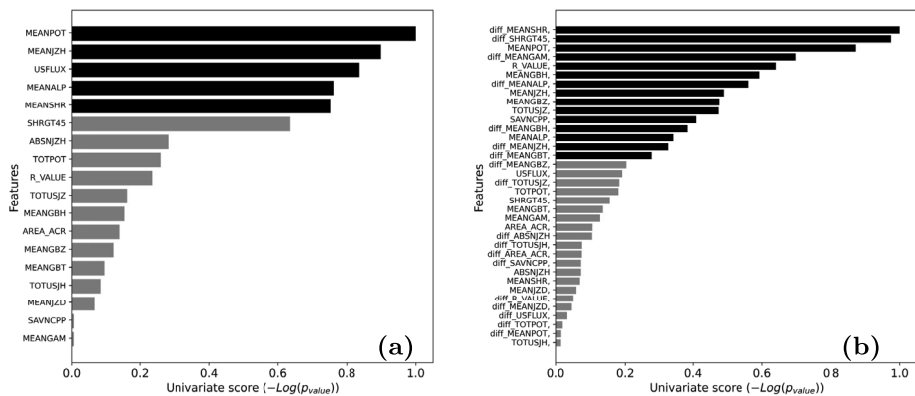 MEANPOT
MEANJZH
USFLUX
MEANALP
MEANSHR
SHRGT45
ABSNJZH
TOTPOT
R_VALUE
TOTUSJZ
MEANGBH
AREA_ACR
MEANGBZ
MEANGBT
TOTUSJH
MEANJZD
SAVNCPP
MEANGAM
Features
0.0 0.2 0.4 0.6 0.8 1.0
Univariate score (−Log(p_value))
(a)
diff_MEANSHR,
diff_SHRGT45,
MEANPOT,
diff_MEANGAM,
R_VALUE,
MEANGBH,
diff_MEANALP,
MEANJZH,
MEANGBZ,
TOTUSJZ,
SAVNCPP,
diff_MEANGBH,
MEANALP,
diff_MEANJZH,
diff_MEANGBT,
diff_MEANGBZ,
USFLUX,
diff_TOTUSJZ,
TOTPOT,
SHRGT45,
MEANGBT,
MEANGAM,
AREA_ACR,
diff_ABSNJZH
diff_TOTUSJH,
diff_AREA_ACR,
diff_SAVNCPP,
ABSNJZH
MEANSHR,
MEANJZD,
diff_R_VALUE,
diff_MEANJZD,
diff_USFLUX,
diff_TOTPOT,
diff_MEANPOT,
TOTUSJH,
Features
0.0 0.2 0.4 0.6 0.8 1.0
Univariate score (−Log(p_value))
(b)